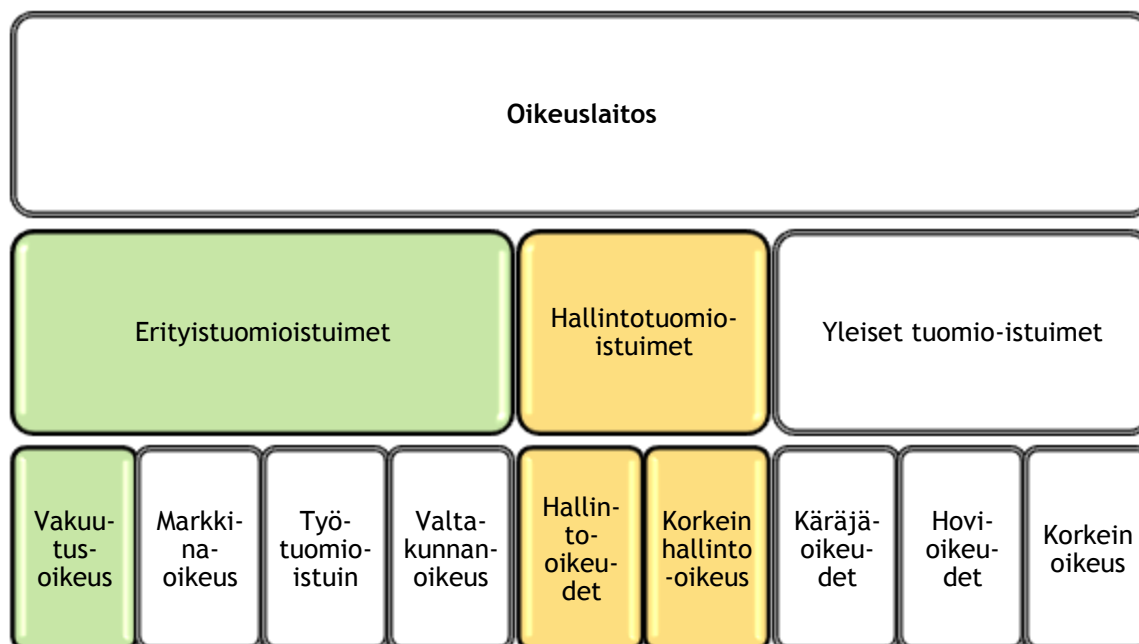 Oikeuslaitos
Erityistuomioistuimet
Hallintotuomio-
istuimet
Yleiset tuomio-istuimet
Vakuu-
tus-
oikeus
Markki-
na-
oikeus
Työ-
tuomio-
istuin
Valta-
kunnan-
oikeus
Hallin-
to-
oikeu-
det
Korkein
hallinto
-oikeus
Käräjä-
oikeu-
det
Hovi-
oikeu-
det
Korkein
oikeus